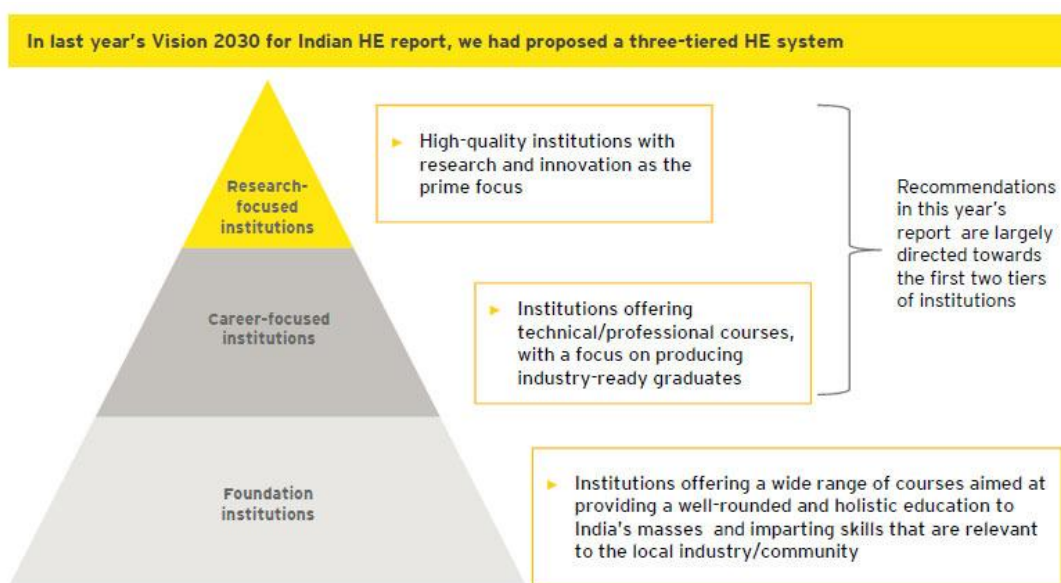 In last year's Vision 2030 for Indian HE report, we had proposed a three-tiered HE system
Research-
focused
institutions
► High-quality institutions with
research and innovation as the
prime focus
Recommendations
in this year's
report are largely
directed towards
the first two tiers
of institutions
Career-focused
institutions
► Institutions offering
technical/professional courses,
with a focus on producing
industry-ready graduates
Foundation
institutions
► Institutions offering a wide range of courses aimed at
providing a well-rounded and holistic education to
India's masses and imparting skills that are relevant
to the local industry/community